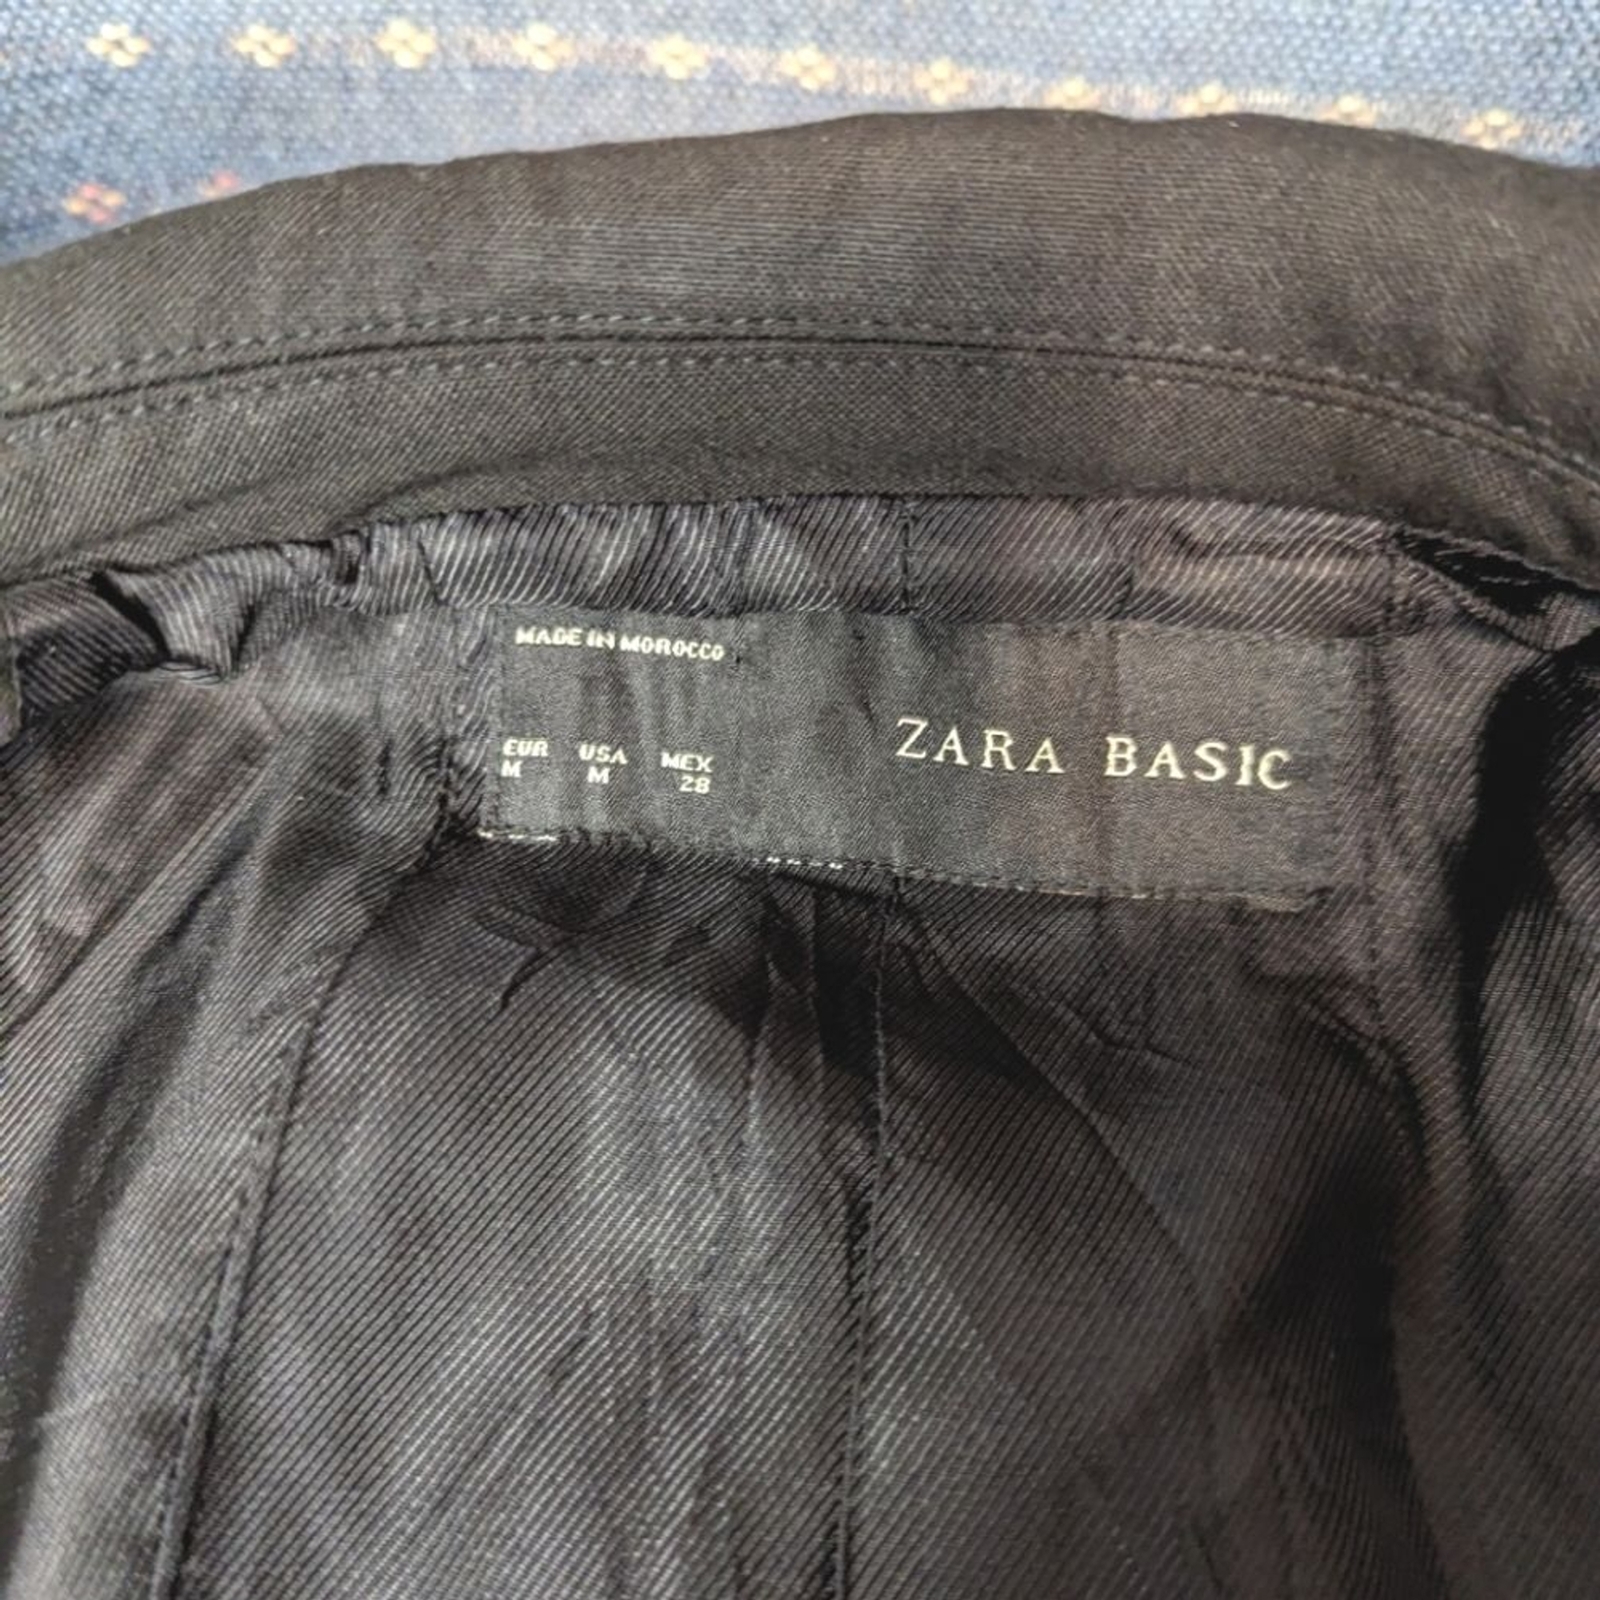 MADE IN MOROCCO
ZARA BASIC
EUR USA MEX
M M 28